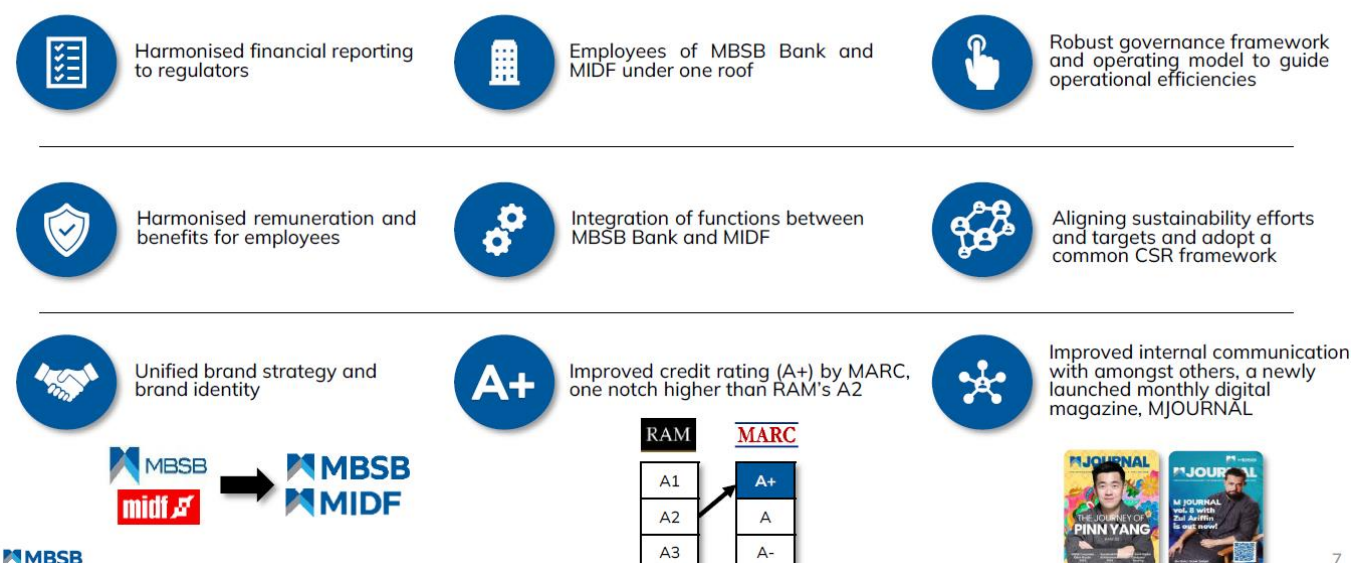 Harmonised financial reporting
to regulators
Employees of MBSB Bank and
MIDF under one roof
Robust governance framework
and operating model to guide
operational efficiencies
Harmonised remuneration and
benefits for employees
Integration of functions between
MBSB Bank and MIDF
Aligning sustainability efforts
and targets and adopt a
common CSR framework
Unified brand strategy and
brand identity
MBSB
midf
MBSB
MIDF
A+
Improved credit rating (A+) by MARC,
one notch higher than RAM's A2
RAM
MARC
A1
A+
A2
A
A3
A-
Improved internal communication
with amongst others, a newly
launched monthly digital
magazine, MJOURNAL
MJOURNAL
THE JOURNEY OF
PINN YANG
MJOURNAL
M JOURNAL
vol. 8 with
Zul Ariffin
is out now!
MBSB
7